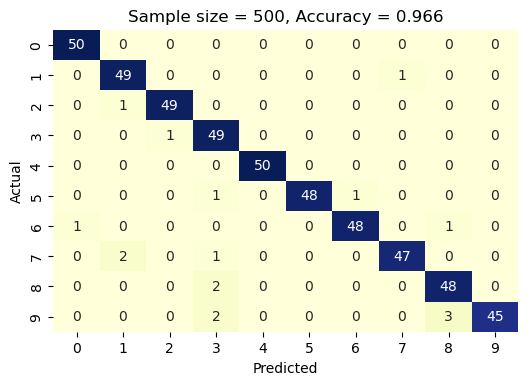 Sample size = 500, Accuracy = 0.966
Actual
0 50 0 0 0 0 0 0 0 0 0
1 0 49 0 0 0 0 0 1 0 0
2 0 1 49 0 0 0 0 0 0 0
3 0 0 1 49 0 0 0 0 0 0
4 0 0 0 0 50 0 0 0 0 0
5 0 0 0 1 0 48 1 0 0 0
6 1 0 0 0 0 0 48 0 1 0
7 0 2 0 1 0 0 0 47 0 0
8 0 0 0 2 0 0 0 0 48 0
9 0 0 0 2 0 0 0 0 3 45
0 1 2 3 4 5 6 7 8 9
Predicted